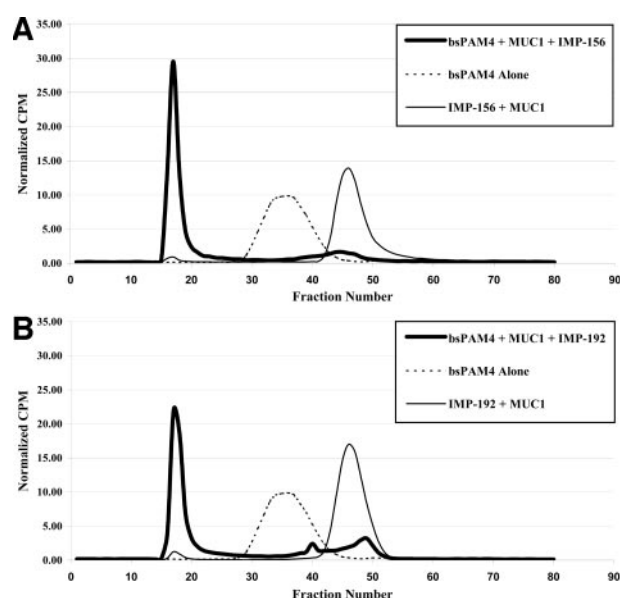 A
35.00
30.00
25.00
20.00
15.00
10.00
5.00
0.00
Normalized CPM
bsPAM4 + MUC1 + IMP-156
bsPAM4 Alone
IMP-156 + MUC1
0 10 20 30 40 50 60 70 80 90
Fraction Number
B
35.00
30.00
25.00
20.00
15.00
10.00
5.00
0.00
Normalized CPM
bsPAM4 + MUC1 + IMP-192
bsPAM4 Alone
IMP-192 + MUC1
0 10 20 30 40 50 60 70 80 90
Fraction Number